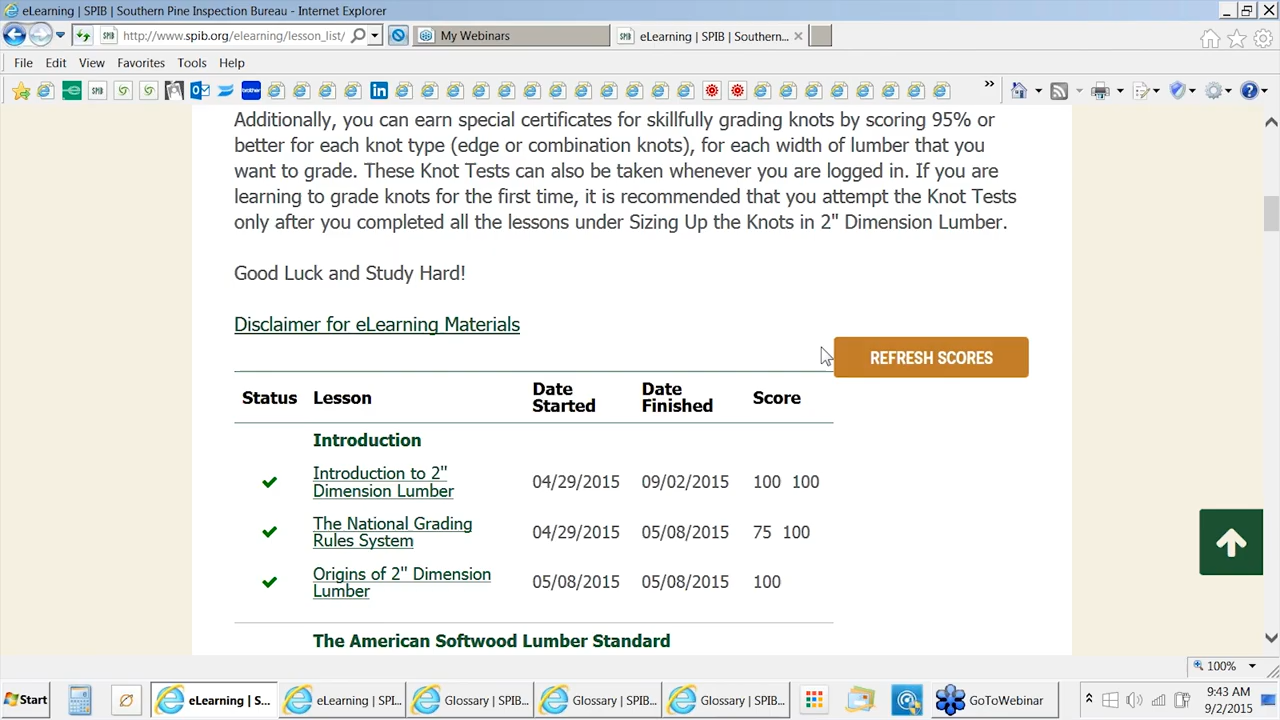 eLearning | SPIB | Southern Pine Inspection Bureau - Internet Explorer
http://www.spib.org/elearning/lesson_list/
My Webinars
eLearning | SPIB | Southern...
File Edit View Favorites Tools Help
Additionally, you can earn special certificates for skillfully grading knots by scoring 95% or
better for each knot type (edge or combination knots), for each width of lumber that you
want to grade. These Knot Tests can also be taken whenever you are logged in. If you are
learning to grade knots for the first time, it is recommended that you attempt the Knot Tests
only after you completed all the lessons under Sizing Up the Knots in 2" Dimension Lumber.
Good Luck and Study Hard!
Disclaimer for eLearning Materials
REFRESH SCORES
Status Lesson Date Started Date Finished Score
Introduction
Introduction to 2" Dimension Lumber 04/29/2015 09/02/2015 100 100
The National Grading Rules System 04/29/2015 05/08/2015 75 100
Origins of 2" Dimension Lumber 05/08/2015 05/08/2015 100
The American Softwood Lumber Standard
100%
Start
eLearning | S...
eLearning | SPI...
Glossary | SPIB...
Glossary | SPIB...
Glossary | SPIB...
GoToWebinar
9:43 AM
9/2/2015